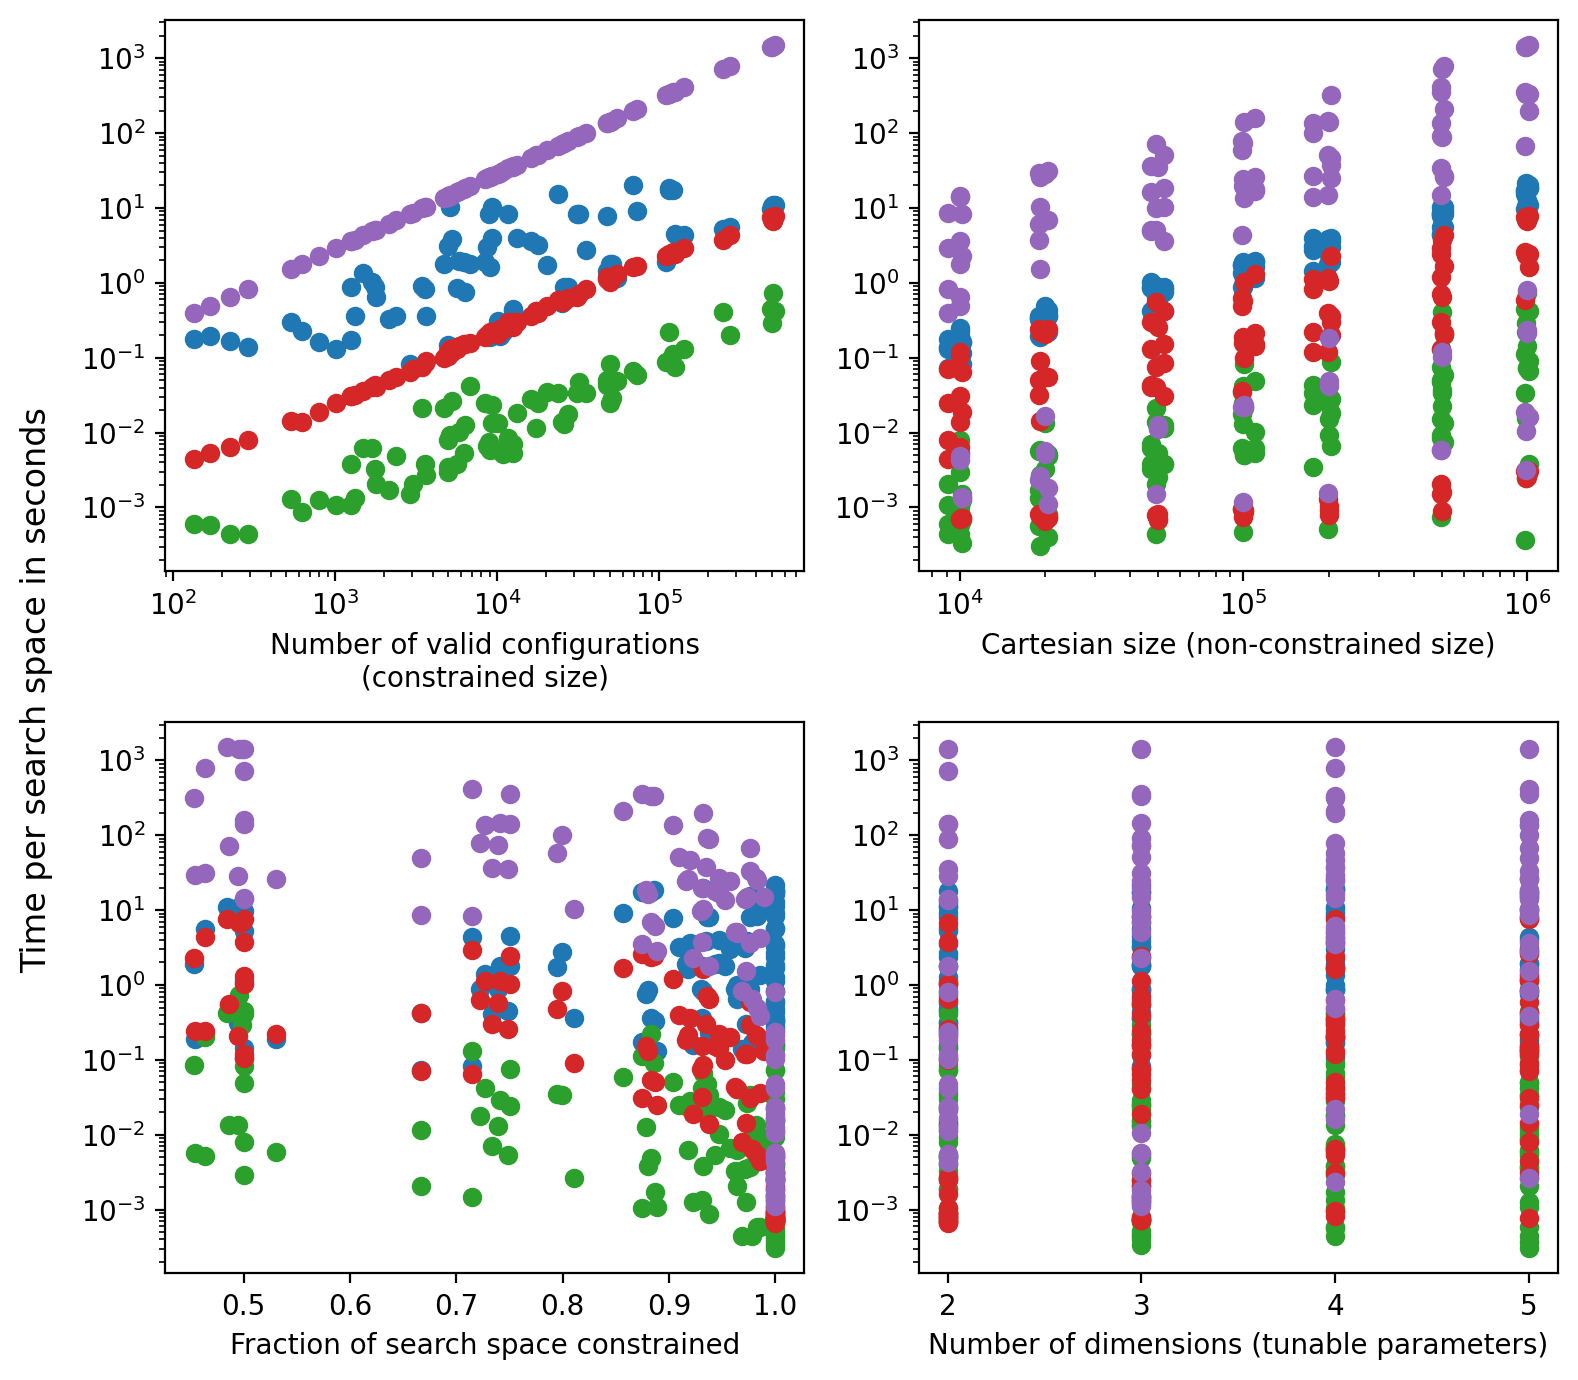 Time per search space in seconds
10³
10²
10¹
10⁰
10⁻¹
10⁻²
10⁻³
10² 10³ 10⁴ 10⁵
Number of valid configurations
(constrained size)
10³
10²
10¹
10⁰
10⁻¹
10⁻²
10⁻³
10⁴ 10⁵ 10⁶
Cartesian size (non-constrained size)
10³
10²
10¹
10⁰
10⁻¹
10⁻²
10⁻³
0.5 0.6 0.7 0.8 0.9 1.0
Fraction of search space constrained
10³
10²
10¹
10⁰
10⁻¹
10⁻²
10⁻³
2 3 4 5
Number of dimensions (tunable parameters)